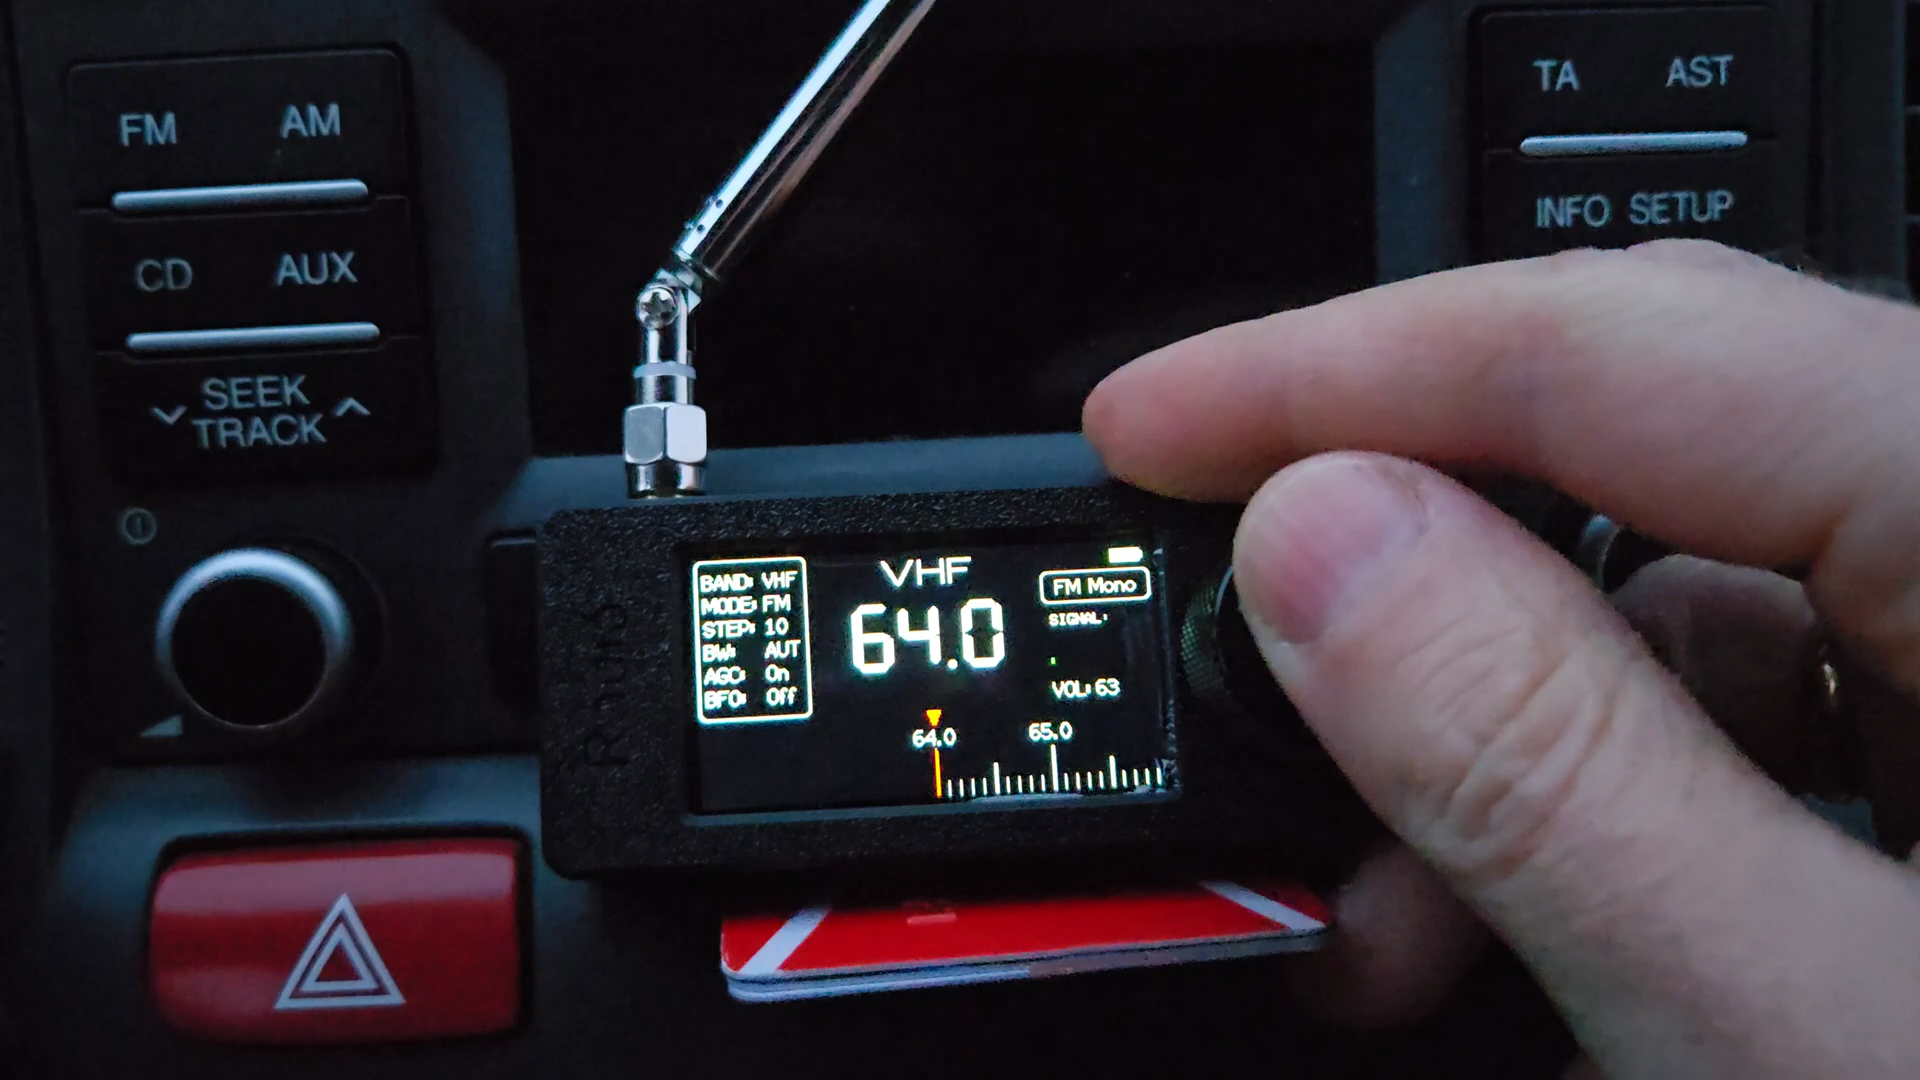 FM AM
CD AUX
SEEK
TRACK
TA AST
INFO SETUP
BAND: VHF
MODE: FM
STEP: 10
BW: AUT
AGC: On
BFO: Off
VHF
64.0
FM Mono
SIGNAL:
VOL: 63
64.0 65.0